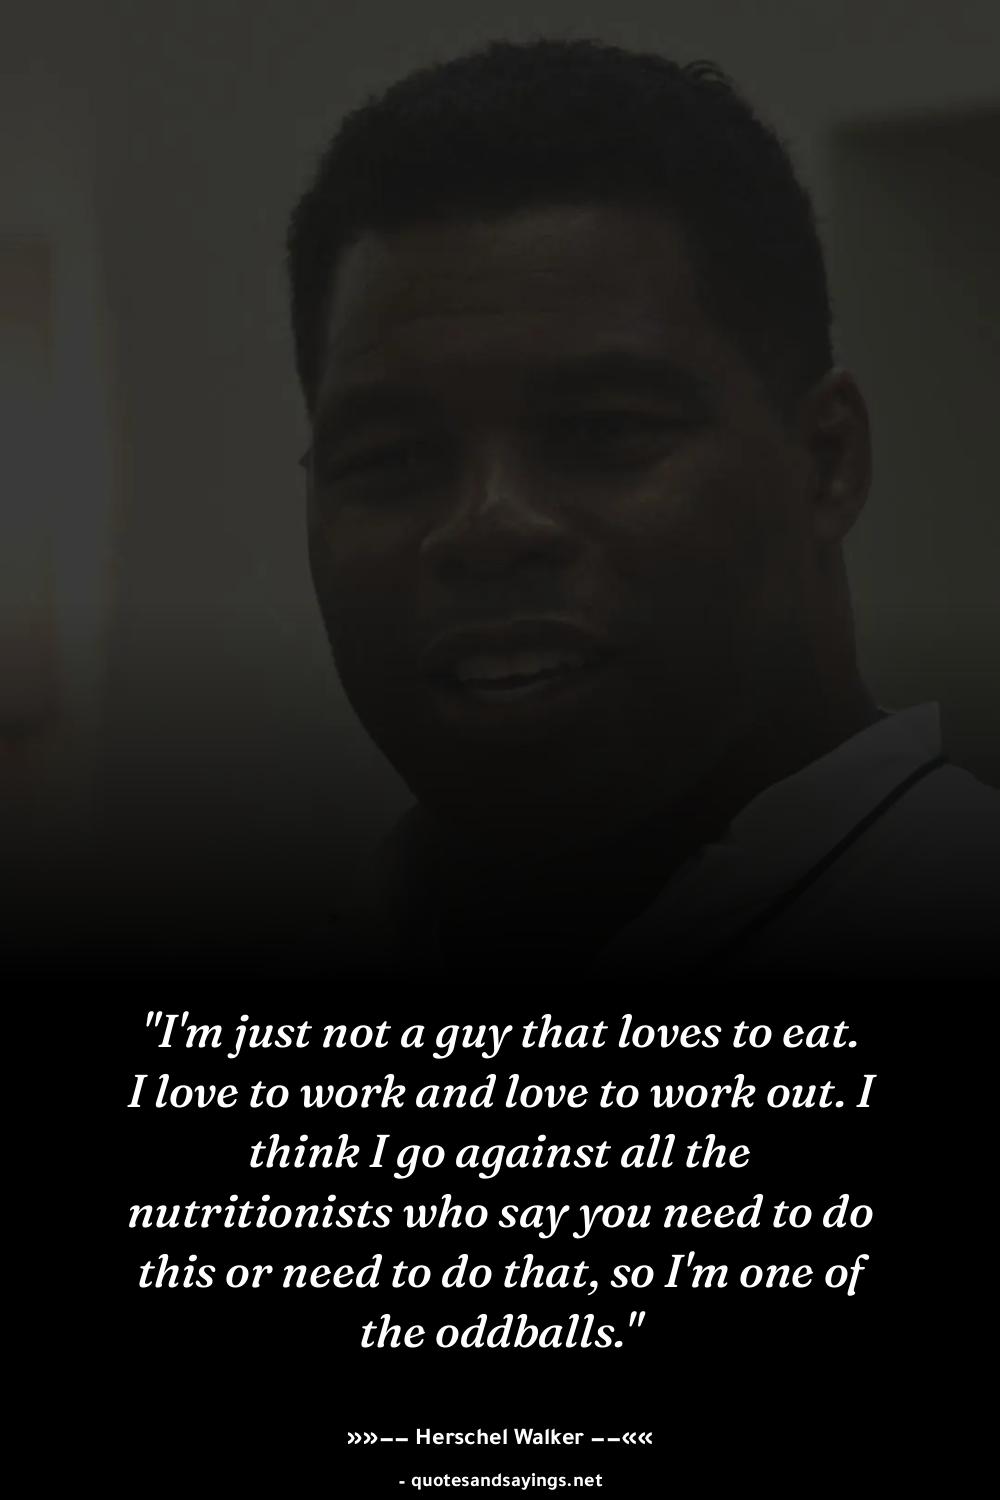 "I'm just not a guy that loves to eat.
I love to work and love to work out. I
think I go against all the
nutritionists who say you need to do
this or need to do that, so I'm one of
the oddballs."
»»–– Herschel Walker ––««
- quotesandsayings.net